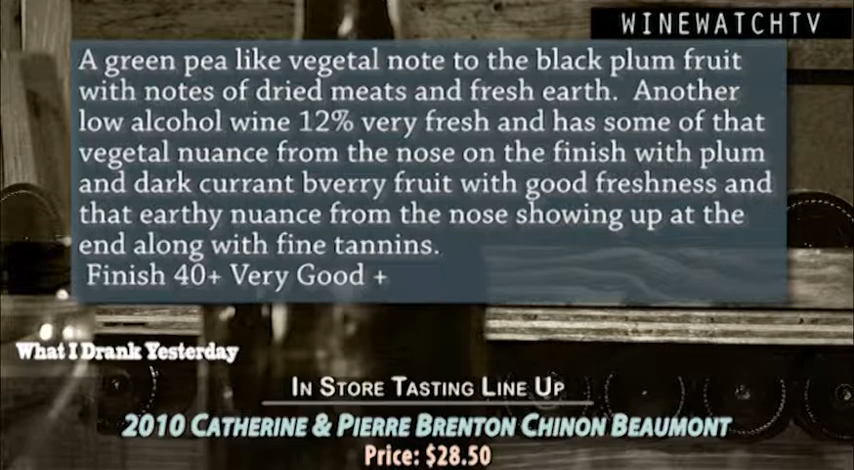 WINEWATCHTV
A green pea like vegetal note to the black plum fruit
with notes of dried meats and fresh earth.  Another
low alcohol wine 12% very fresh and has some of that
vegetal nuance from the nose on the finish with plum
and dark currant bverry fruit with good freshness and
that earthy nuance from the nose showing up at the
end along with fine tannins.
Finish 40+ Very Good +
What I Drank Yesterday
IN STORE TASTING LINE UP
2010 CATHERINE & PIERRE BRENTON CHINON BEAUMONT
Price: $28.50